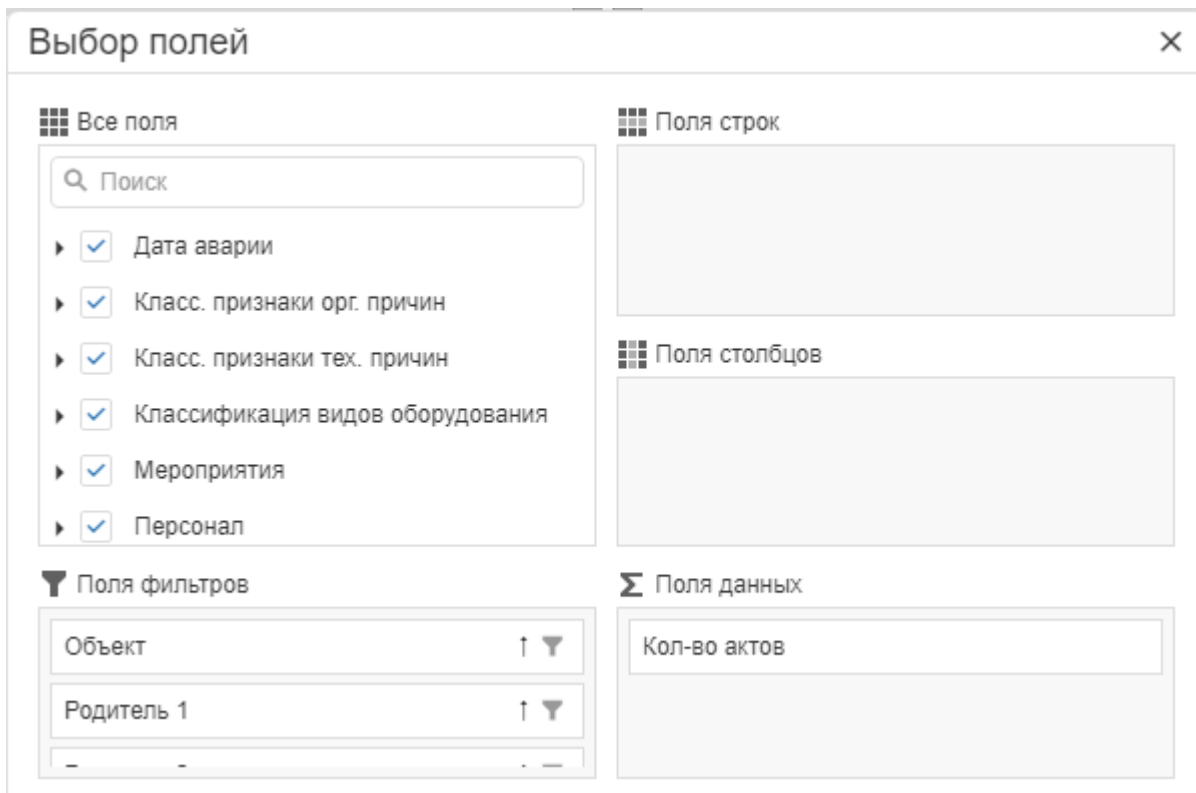 Выбор полей
Все поля
Поиск
Дата аварии
Класс. признаки орг. причин
Класс. признаки тех. причин
Классификация видов оборудования
Мероприятия
Персонал
Поля строк
Поля столбцов
Поля фильтров
Объект
Родитель 1
Поля данных
Кол-во актов